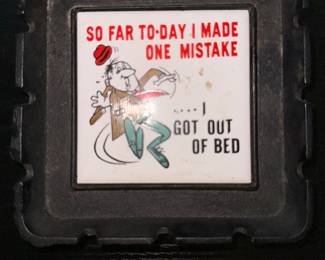 SO FAR TO-DAY I MADE
ONE MISTAKE
.....I
GOT OUT
OF BED